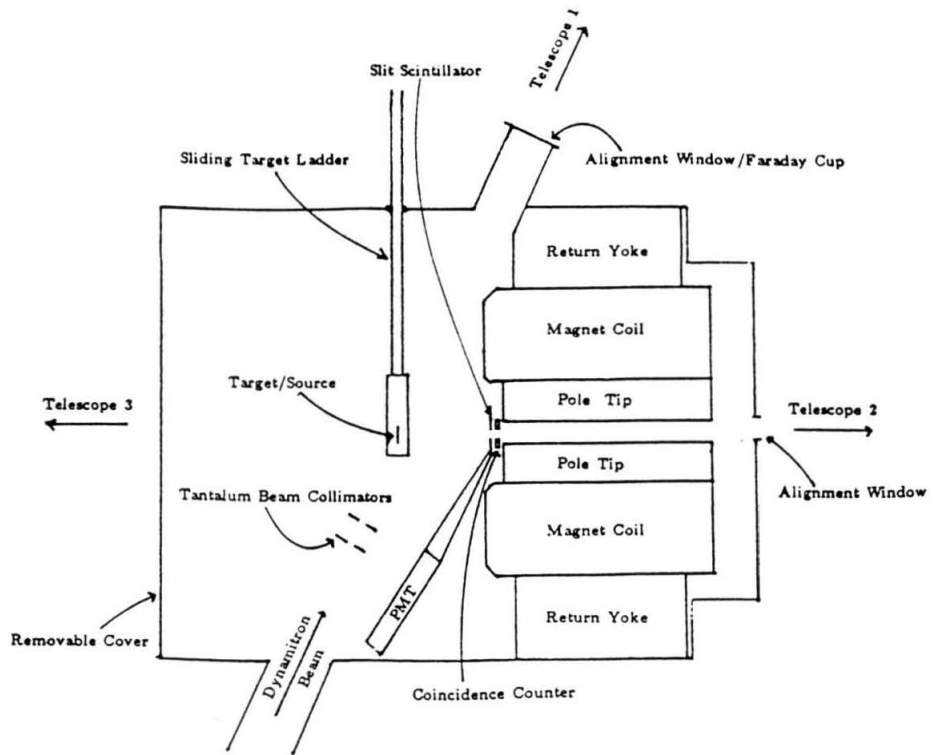 Telescope 1
Slit Scintillator
Sliding Target Ladder
Alignment Window/Faraday Cup
Return Yoke
Magnet Coil
Target/Source
Pole Tip
Telescope 3
Telescope 2
Pole Tip
Tantalum Beam Collimators
Alignment Window
Magnet Coil
PMT
Return Yoke
Removable Cover
Dynamitron
Beam
Coincidence Counter